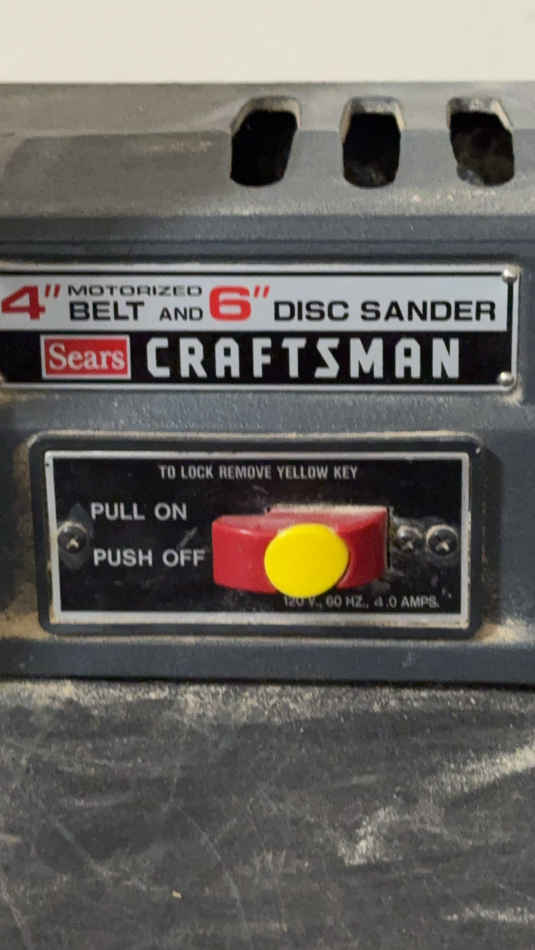 4" MOTORIZED BELT AND 6" DISC SANDER
Sears CRAFTSMAN
TO LOCK REMOVE YELLOW KEY
PULL ON
PUSH OFF
120 V., 60 HZ., 4.0 AMPS.